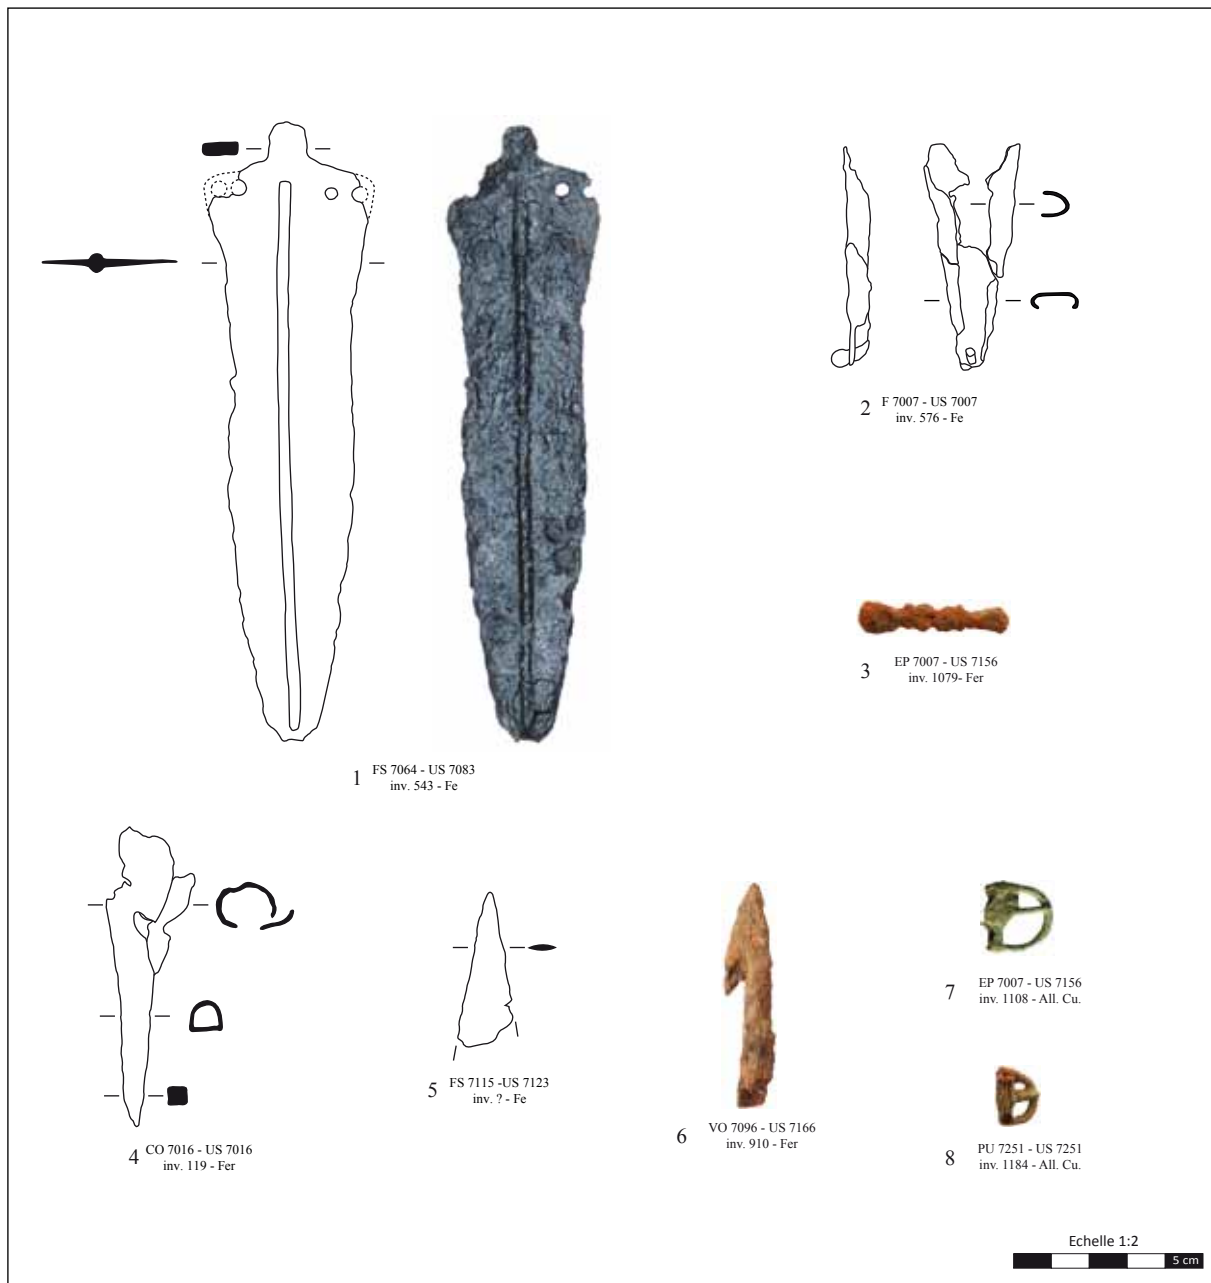 1 FS 7064 - US 7083
inv. 543 - Fe
2 F 7007 - US 7007
inv. 576 - Fe
3 EP 7007 - US 7156
inv. 1079- Fer
4 CO 7016 - US 7016
inv. 119 - Fer
5 FS 7115 -US 7123
inv. ? - Fe
6 VO 7096 - US 7166
inv. 910 - Fer
7 EP 7007 - US 7156
inv. 1108 - All. Cu.
8 PU 7251 - US 7251
inv. 1184 - All. Cu.
Echelle 1:2
5 cm